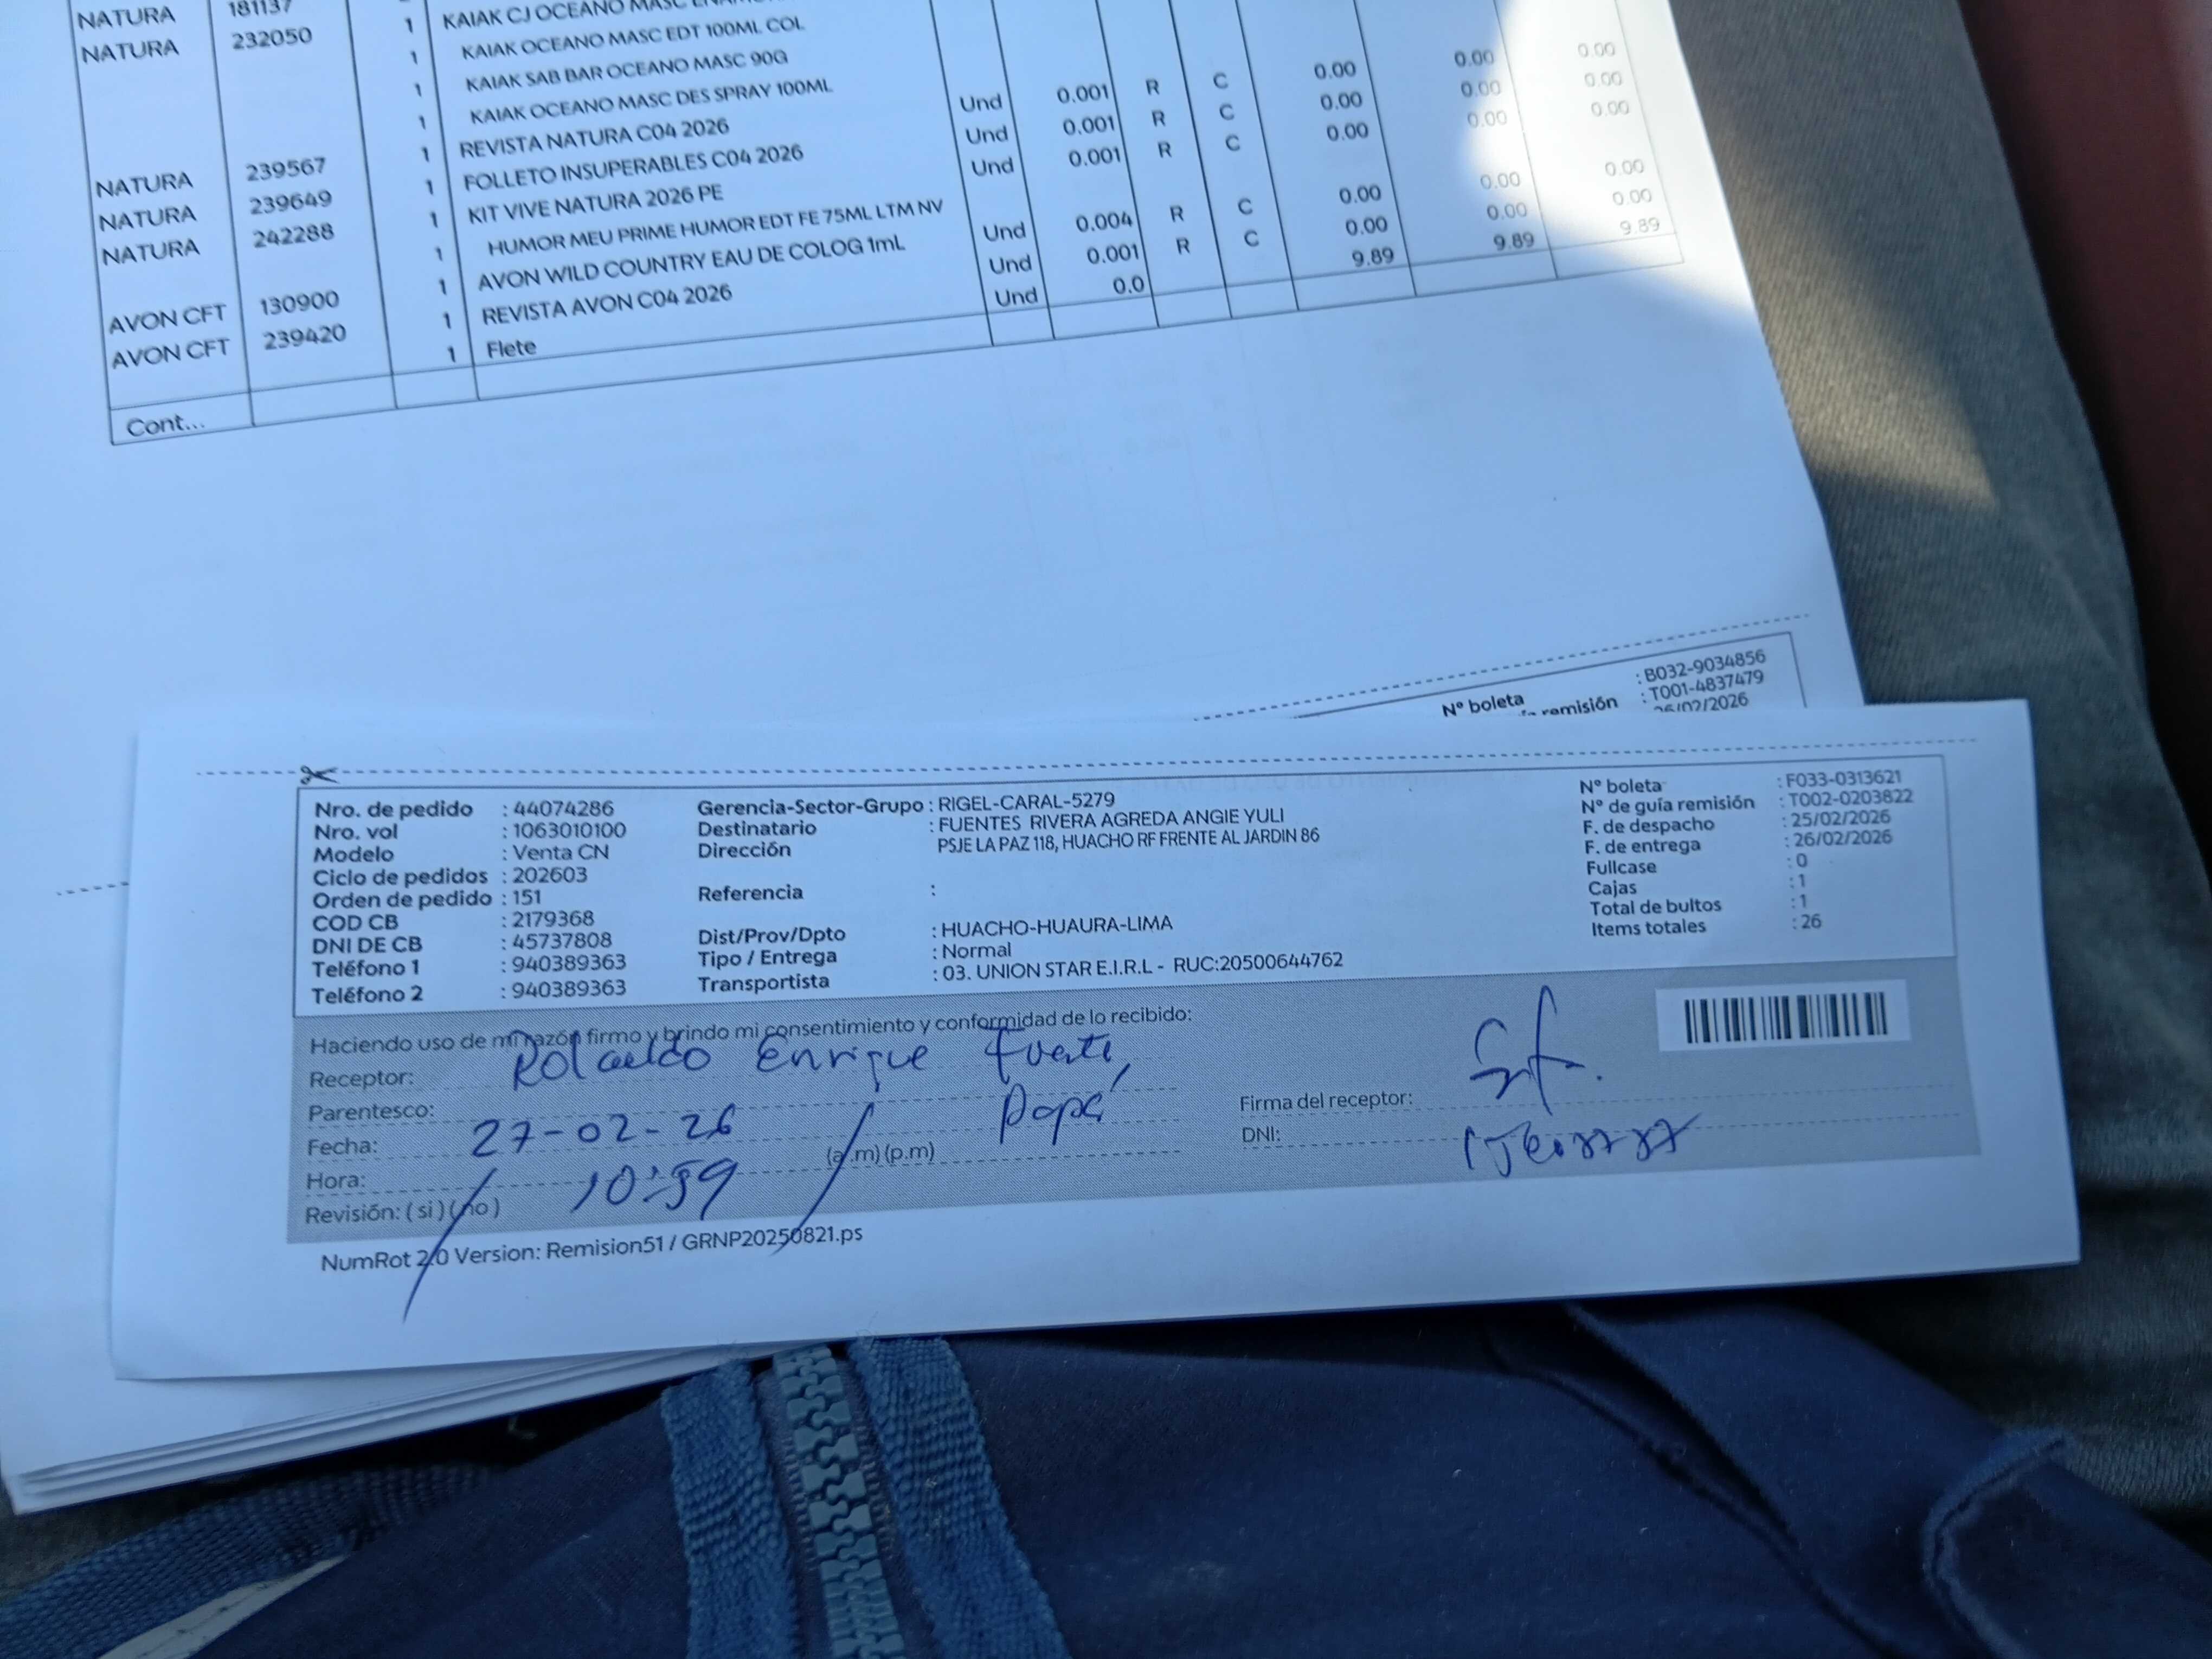 NATURA 181137 1 KAIAK CJ OCEANO MASC
NATURA 232050 1 KAIAK OCEANO MASC EDT 100ML COL
1 KAIAK SAB BAR OCEANO MASC 90G
1 KAIAK OCEANO MASC DES SPRAY 100ML
NATURA 239567 1 REVISTA NATURA C04 2026 Und 0.001 R C 0.00 0.00 0.00
NATURA 239649 1 FOLLETO INSUPERABLES C04 2026 Und 0.001 R C 0.00 0.00 0.00
NATURA 242288 1 KIT VIVE NATURA 2026 PE Und 0.001 R C 0.00 0.00 0.00
1 HUMOR MEU PRIME HUMOR EDT FE 75ML LTM NV
AVON CFT 130900 1 AVON WILD COUNTRY EAU DE COLOG 1mL Und 0.004 R C 0.00 0.00 0.00
AVON CFT 239420 1 REVISTA AVON C04 2026 Und 0.001 R C 0.00 0.00 0.00
1 Flete Und 0.0 9.89 9.89 9.89
Cont...
N° boleta : B032-9034856
remisión : T001-4837479
26/02/2026
Nro. de pedido : 44074286
Nro. vol : 1063010100
Modelo : Venta CN
Ciclo de pedidos : 202603
Orden de pedido : 151
COD CB : 2179368
DNI DE CB : 45737808
Teléfono 1 : 940389363
Teléfono 2 : 940389363
Gerencia-Sector-Grupo : RIGEL-CARAL-5279
Destinatario : FUENTES RIVERA AGREDA ANGIE YULI
Dirección PSJE LA PAZ 118, HUACHO RF FRENTE AL JARDIN 86
Referencia :
Dist/Prov/Dpto : HUACHO-HUAURA-LIMA
Tipo / Entrega : Normal
Transportista : 03. UNION STAR E.I.R.L - RUC:20500644762
N° boleta : F033-0313621
N° de guía remisión : T002-0203822
F. de despacho : 25/02/2026
F. de entrega : 26/02/2026
Fullcase : 0
Cajas : 1
Total de bultos : 1
Items totales : 26
Haciendo uso de mi razón firmo y brindo mi consentimiento y conformidad de lo recibido:
Receptor: Enrique
Parentesco: Papá
Fecha: 27-02-26
Hora: 10:59 (a.m) (p.m)
Revisión: ( si ) ( no )
Firma del receptor:
DNI:
NumRot 2.0 Version: Remision51 / GRNP20250821.ps